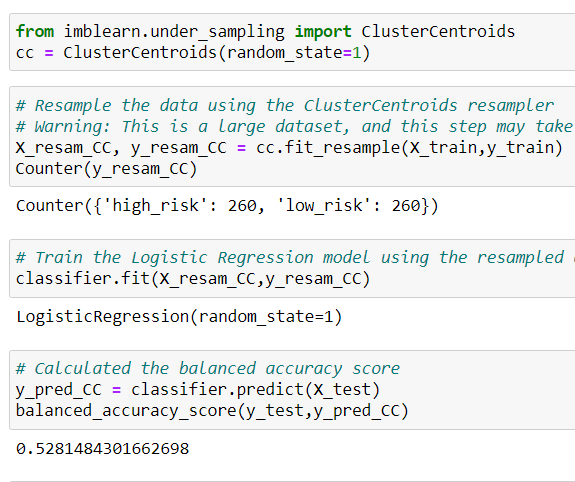 from imblearn.under_sampling import ClusterCentroids
cc = ClusterCentroids(random_state=1)
# Resample the data using the ClusterCentroids resampler
# Warning: This is a large dataset, and this step may take
X_resam_CC, y_resam_CC = cc.fit_resample(X_train,y_train)
Counter(y_resam_CC)
Counter({'high_risk': 260, 'low_risk': 260})
# Train the Logistic Regression model using the resampled
classifier.fit(X_resam_CC,y_resam_CC)
LogisticRegression(random_state=1)
# Calculated the balanced accuracy score
y_pred_CC = classifier.predict(X_test)
balanced_accuracy_score(y_test,y_pred_CC)
0.5281484301662698